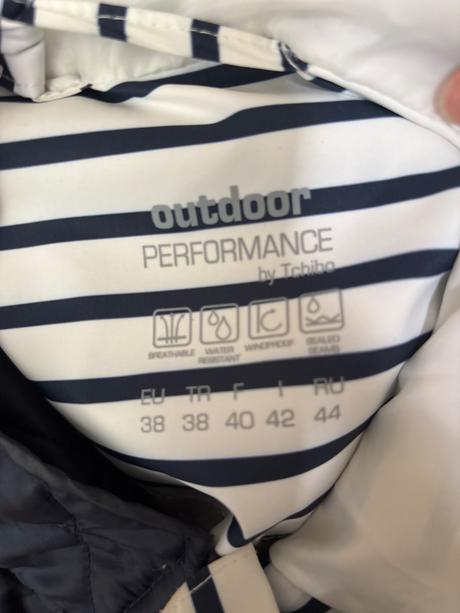 outdoor
PERFORMANCE
by Tchibo
BREATHABLE WATER RESISTANT WINDPROOF SEALED SEAMS
EU TR F I RU
38 38 40 42 44